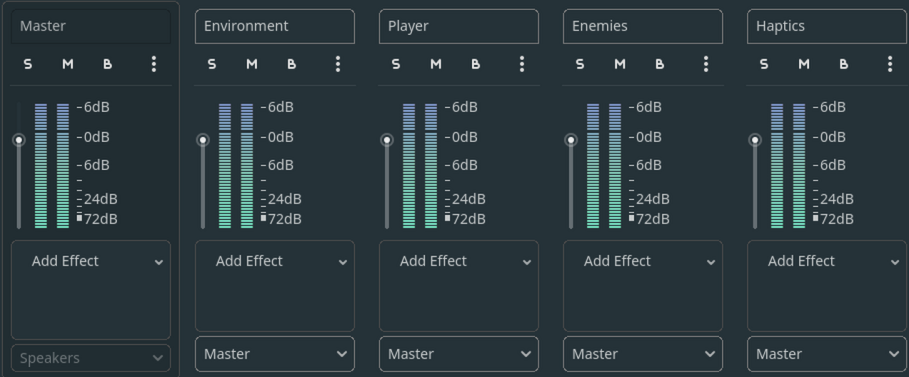 Master
S M B
-6dB
-0dB
-6dB
24dB
72dB
Add Effect
Speakers
Environment
S M B
-6dB
-0dB
-6dB
24dB
72dB
Add Effect
Master
Player
S M B
-6dB
-0dB
-6dB
24dB
72dB
Add Effect
Master
Enemies
S M B
-6dB
-0dB
-6dB
24dB
72dB
Add Effect
Master
Haptics
S M B
-6dB
-0dB
-6dB
24dB
72dB
Add Effect
Master